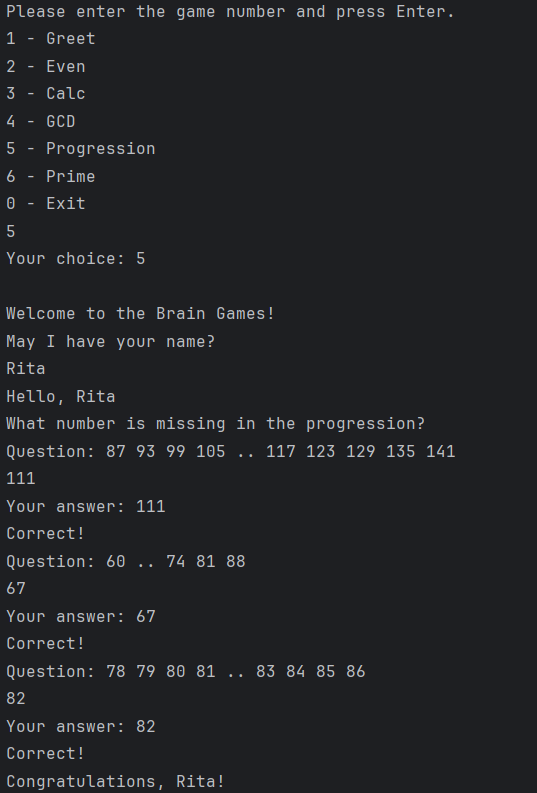 Please enter the game number and press Enter.
1 - Greet
2 - Even
3 - Calc
4 - GCD
5 - Progression
6 - Prime
0 - Exit
5
Your choice: 5

Welcome to the Brain Games!
May I have your name?
Rita
Hello, Rita
What number is missing in the progression?
Question: 87 93 99 105 .. 117 123 129 135 141
111
Your answer: 111
Correct!
Question: 60 .. 74 81 88
67
Your answer: 67
Correct!
Question: 78 79 80 81 .. 83 84 85 86
82
Your answer: 82
Correct!
Congratulations, Rita!